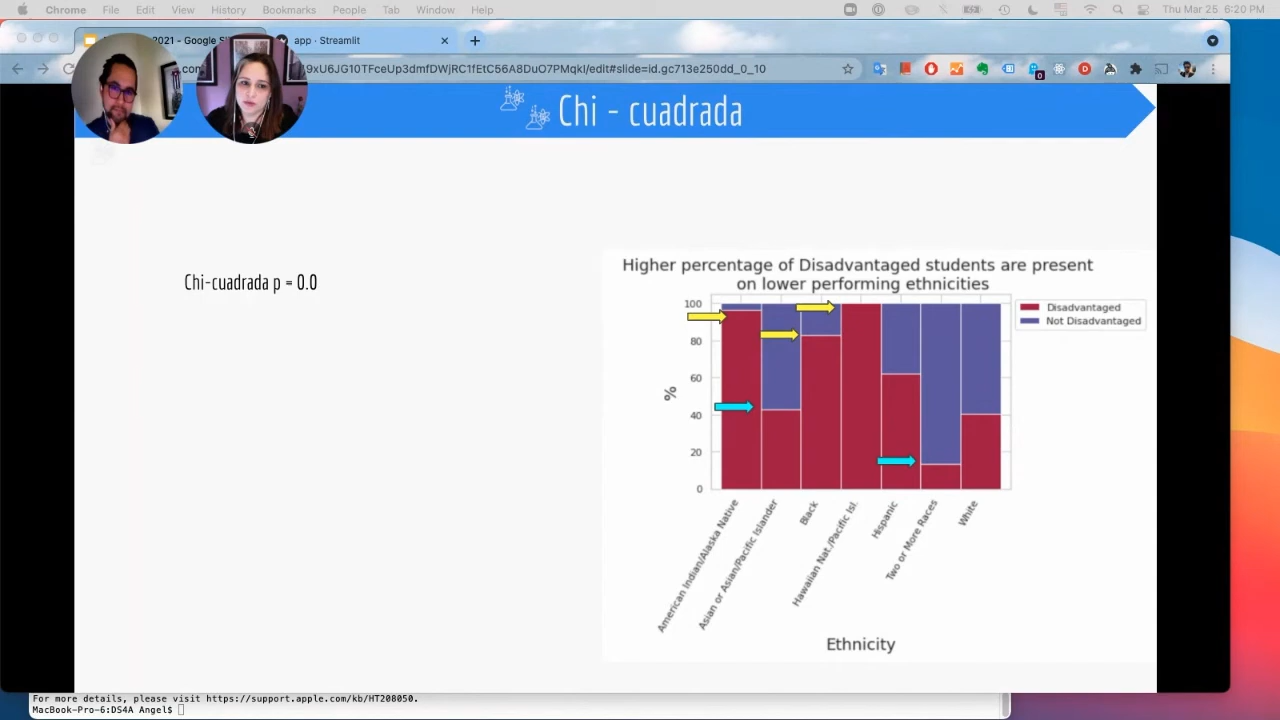 Chrome File Edit View History Bookmarks People Tab Window Help Thu Mar 25 6:20 PM
2021 - Google Sl app · Streamlit
9xU6JG10TFceUp3dmfDWjRC1fEtC56A8DuO7PMqkI/edit#slide=id.gc713e250dd_0_10
Chi - cuadrada
Chi-cuadrada p = 0.0
Higher percentage of Disadvantaged students are present
on lower performing ethnicities
Disadvantaged
Not Disadvantaged
100
80
60
40
20
0
%
American Indian/Alaska Native
Asian or Asian/Pacific Islander
Black
Hawaiian Nat./Pacific Isl.
Hispanic
Two or More Races
White
Ethnicity
For more details, please visit https://support.apple.com/kb/HT208050.
MacBook-Pro-6:DS4A Angel$